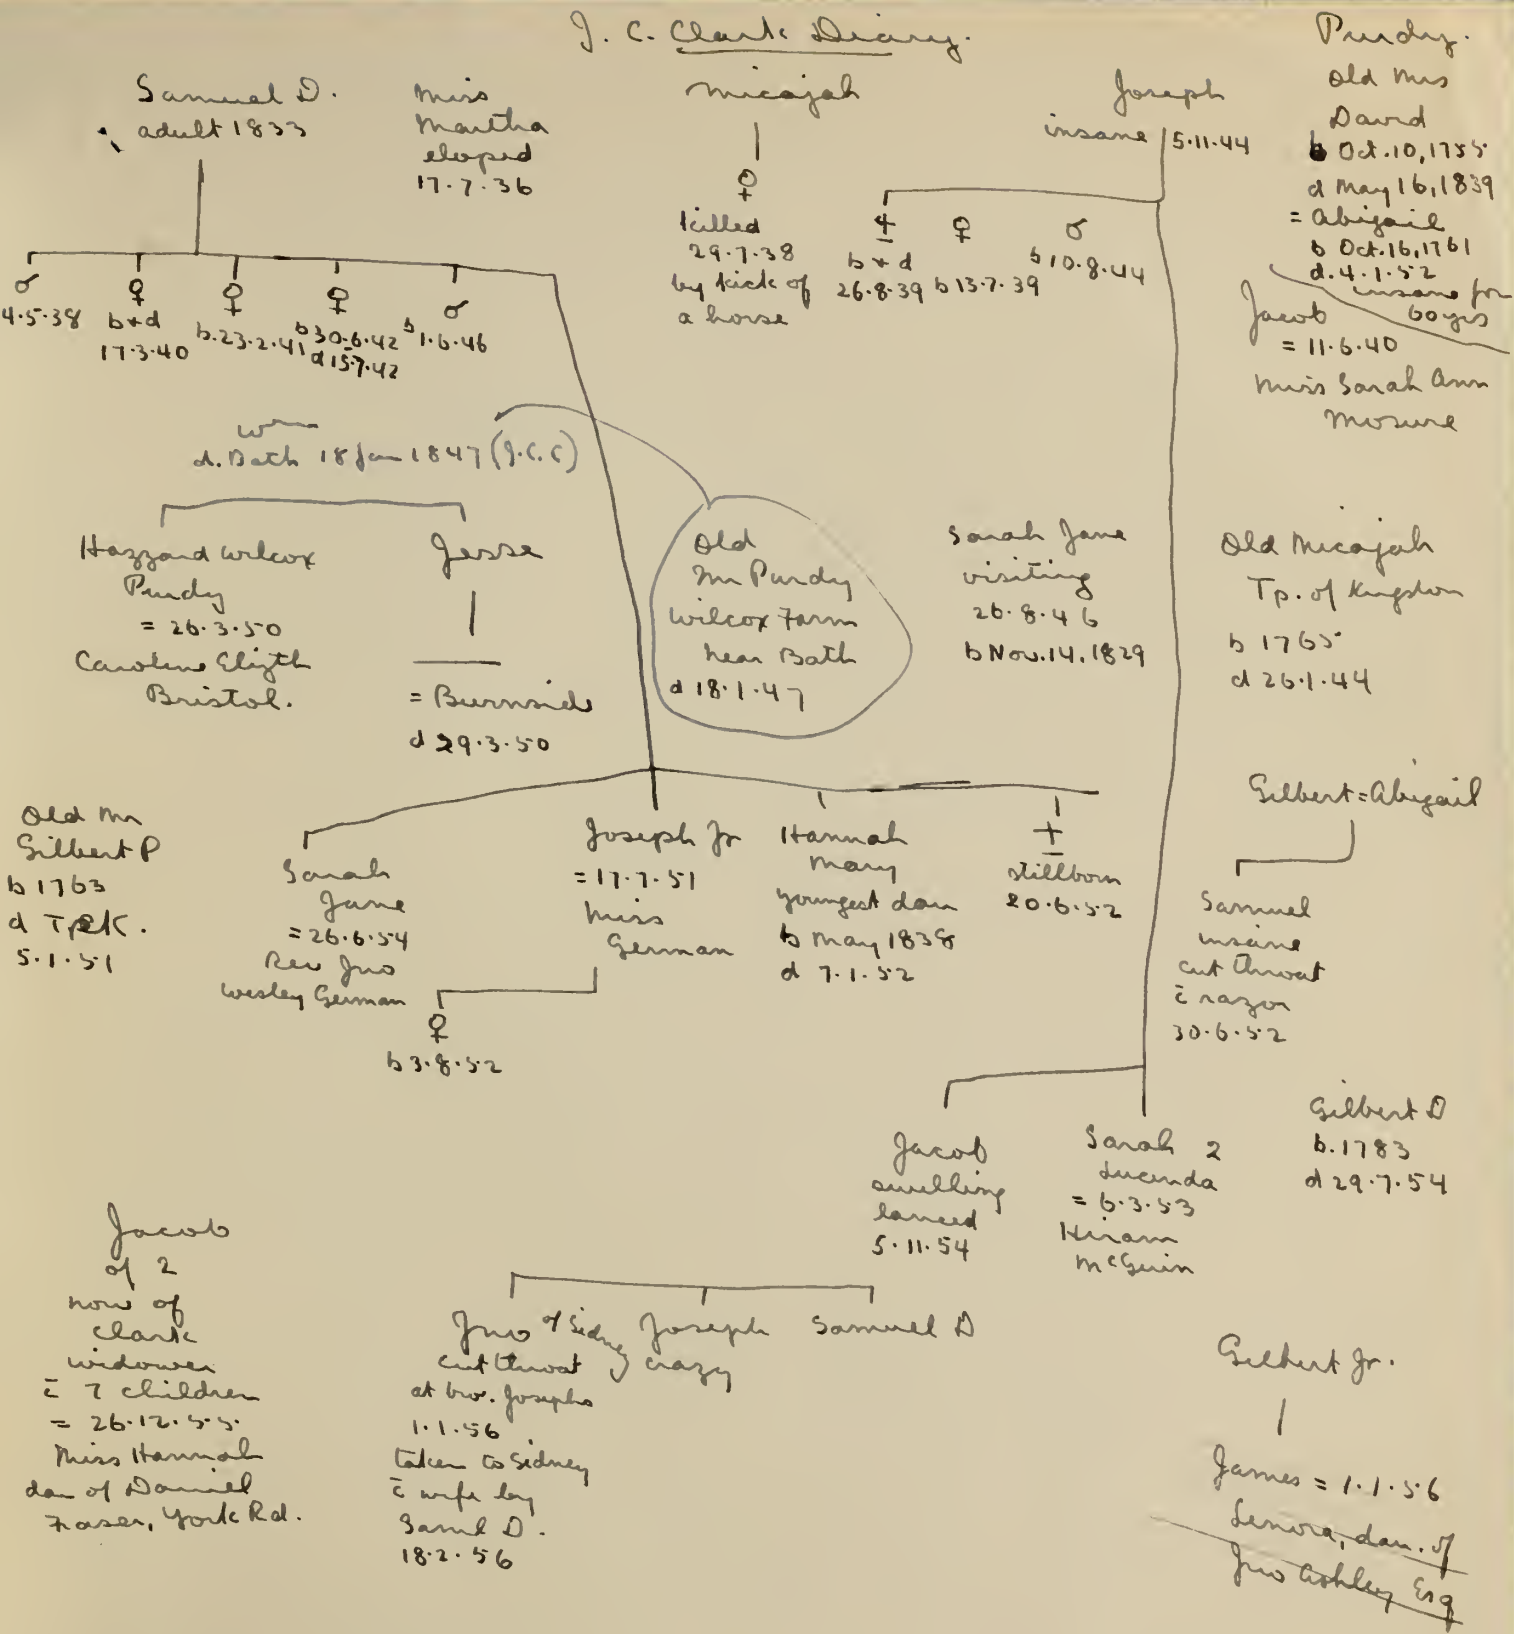 J. C. Clark Diary.
Purdy.
Samuel D.
adult 1833
Miss
Martha
eloped
17.7.36
Micajah
♀
killed
29.7.38
by kick of
a horse
Joseph
insane 5.11.44
b + d
26.8.39
♀
b 13.7.39
♂
b 10.8.44
Old Mrs
David
b Oct. 10, 1755
d May 16, 1839
= Abigail
b Oct. 16, 1761
d. 4.1.52
insane for
60 yrs
Jacob
= 11.6.40
Miss Sarah Ann
Mosure
♂
4.5.38
♀
b + d
17.3.40
♀
b. 23.2.41
♀
b 30.6.42
d 15.7.42
♂
b 1.6.46
d. Bath 18 Jan 1847 (J.C.C)
Hazzard Wilcox
Purdy
= 26.3.50
Caroline Elizth
Bristol.
Jesse
= Burnside
d 29.3.50
Old
Mr Purdy
Wilcox Farm
near Bath
d 18.1.47
Sarah Jane
visiting
26.8.46
b Nov. 14, 1829
Old Micajah
Tp. of Kingston
b 1765
d 26.1.44
Gilbert = Abigail
Samuel
insane
cut throat
c̄ razor
30.6.52
Old Mr
Gilbert P
b 1763
d Tp K.
5.1.51
Sarah
Jane
= 26.6.54
Rev Jno
Wesley German
Joseph Jr
= 17.7.51
Miss
German
♀
b 3.8.52
Hannah
Mary
youngest dau
b May 1838
d 7.1.52
stillborn
20.6.52
Jacob
swelling
lanced
5.11.54
Sarah 2
Lucinda
= 6.3.53
Hiram
McGuin
Gilbert D
b. 1783
d 29.7.54
Jacob
of 2
now of
Clark
widower
c̄ 7 children
= 26.12.55.
Miss Hannah
dau of Daniel
Fraser, York Rd.
Jno of Sidney
cut throat
at bro. Josephs
1.1.56
taken to Sidney
c̄ wife by
Saml D.
18.2.56
Joseph
crazy
Samuel D
Gilbert Jr.
James = 1.1.56
Lenora, dau. of
Jno Ashley Esq